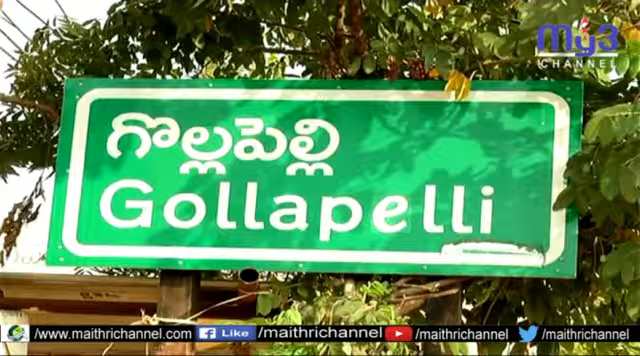 my3
CHANNEL
గొల్లపెల్లి
Gollapelli
/www.maithrichannel.com f Like /maithrichannel /maithrichannel /maithrichannel